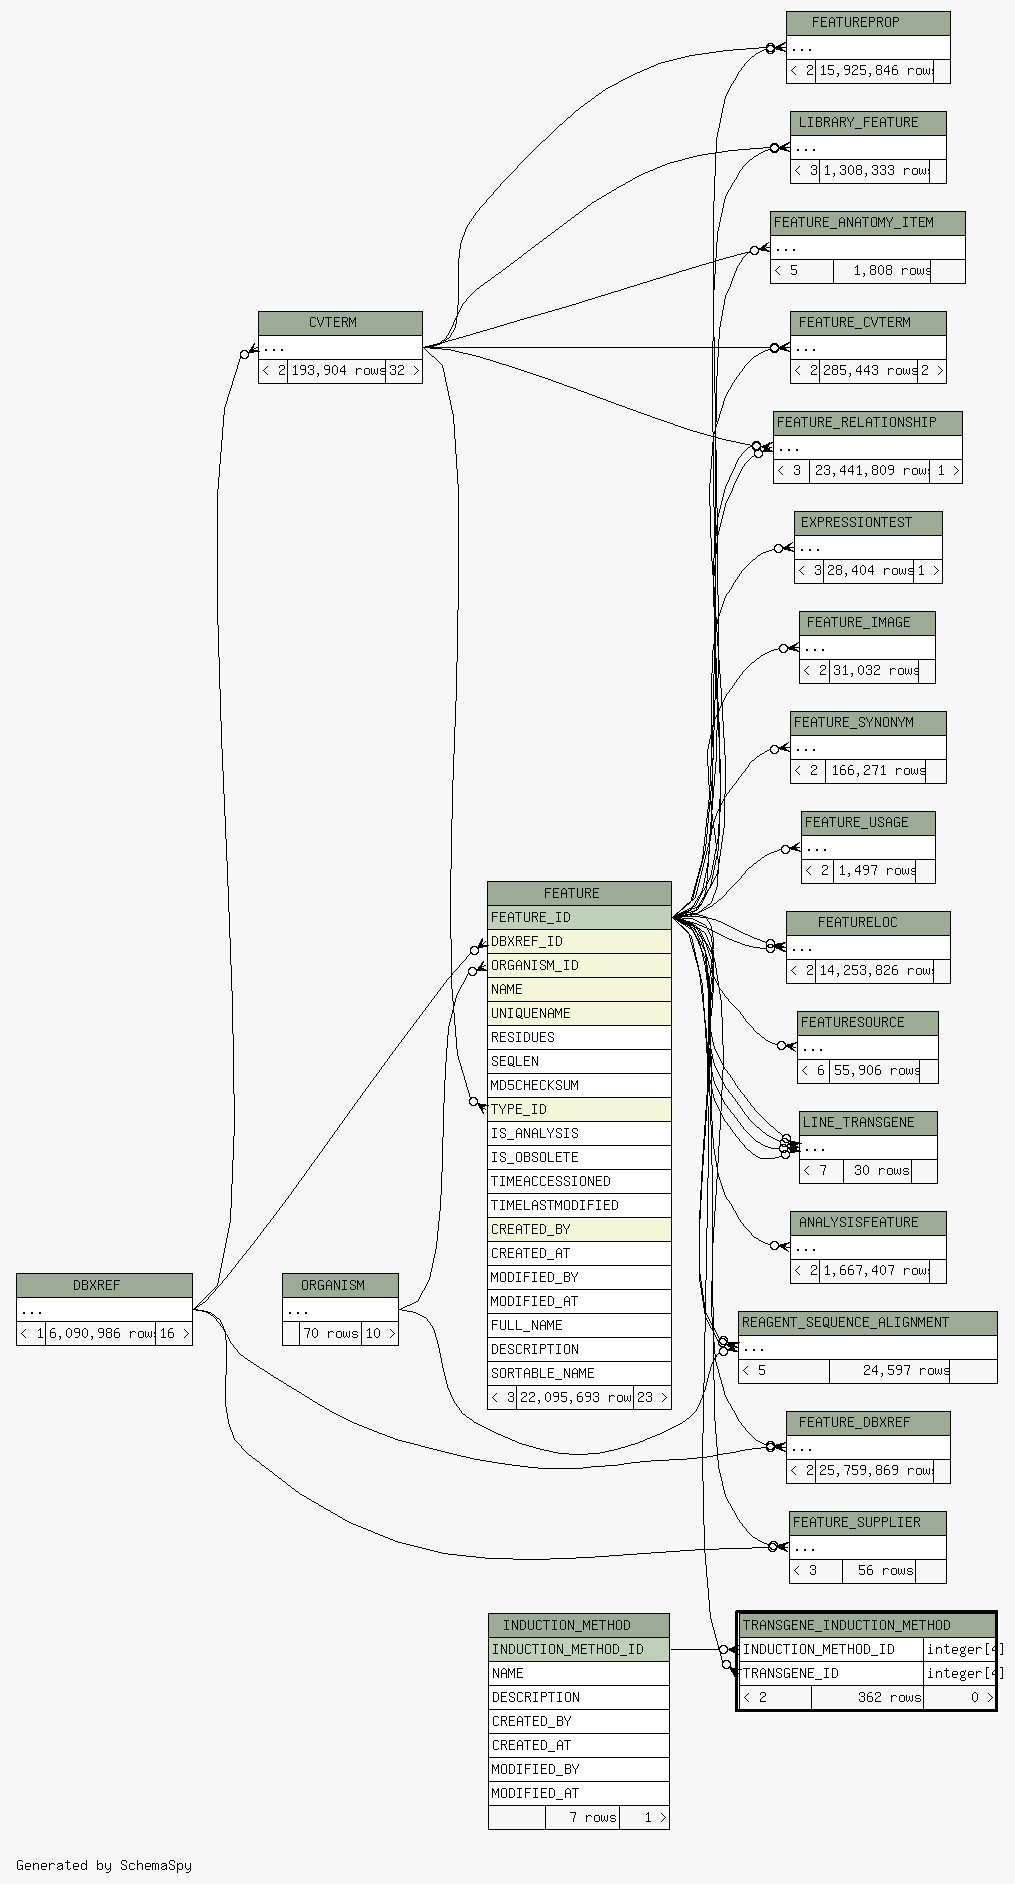 FEATUREPROP
...
< 2 15,925,846 rows
LIBRARY_FEATURE
...
< 3 1,308,333 rows
FEATURE_ANATOMY_ITEM
...
< 5 1,808 rows
CVTERM
...
< 2 193,904 rows 32 >
FEATURE_CVTERM
...
< 2 285,443 rows 2 >
FEATURE_RELATIONSHIP
...
< 3 23,441,809 rows 1 >
EXPRESSIONTEST
...
< 3 28,404 rows 1 >
FEATURE_IMAGE
...
< 2 31,032 rows
FEATURE_SYNONYM
...
< 2 166,271 rows
FEATURE_USAGE
...
< 2 1,497 rows
FEATURE
FEATURE_ID
DBXREF_ID
ORGANISM_ID
NAME
UNIQUENAME
RESIDUES
SEQLEN
MD5CHECKSUM
TYPE_ID
IS_ANALYSIS
IS_OBSOLETE
TIMEACCESSIONED
TIMELASTMODIFIED
CREATED_BY
CREATED_AT
MODIFIED_BY
MODIFIED_AT
FULL_NAME
DESCRIPTION
SORTABLE_NAME
< 3 22,095,693 row 23 >
FEATURELOC
...
< 2 14,253,826 rows
FEATURESOURCE
...
< 6 55,906 rows
LINE_TRANSGENE
...
< 7 30 rows
ANALYSISFEATURE
...
< 2 1,667,407 rows
DBXREF
...
< 1 6,090,986 rows 16 >
ORGANISM
...
70 rows 10 >
REAGENT_SEQUENCE_ALIGNMENT
...
< 5 24,597 rows
FEATURE_DBXREF
...
< 2 25,759,869 rows
FEATURE_SUPPLIER
...
< 3 56 rows
INDUCTION_METHOD
INDUCTION_METHOD_ID
NAME
DESCRIPTION
CREATED_BY
CREATED_AT
MODIFIED_BY
MODIFIED_AT
7 rows 1 >
TRANSGENE_INDUCTION_METHOD
INDUCTION_METHOD_ID integer[4]
TRANSGENE_ID integer[4]
< 2 362 rows 0 >
Generated by SchemaSpy